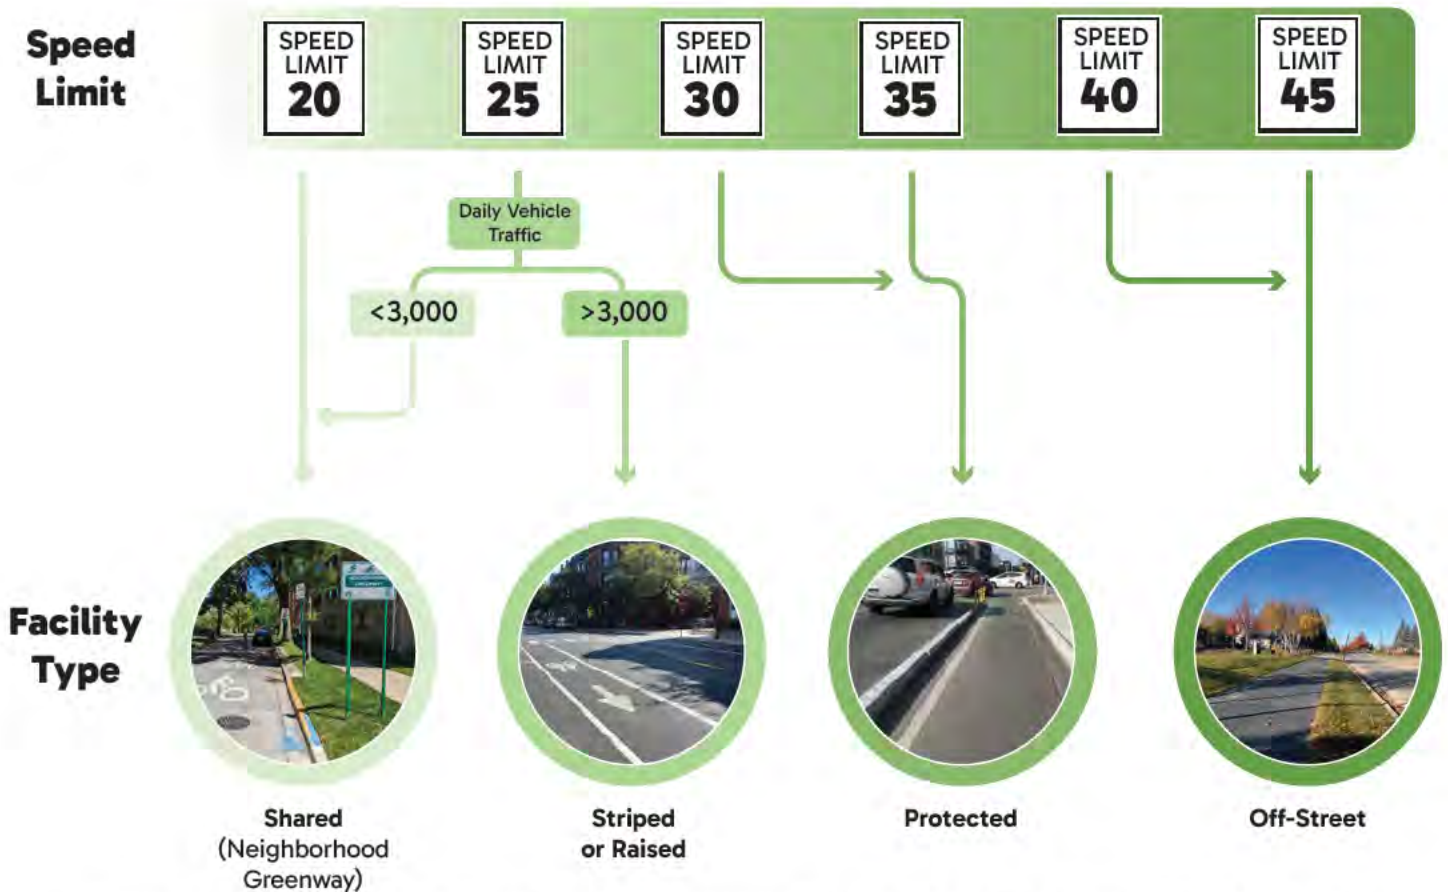 Speed
Limit
SPEED
LIMIT
20
SPEED
LIMIT
25
SPEED
LIMIT
30
SPEED
LIMIT
35
SPEED
LIMIT
40
SPEED
LIMIT
45
Daily Vehicle
Traffic
<3,000
>3,000
Facility
Type
Shared
(Neighborhood
Greenway)
Striped
or Raised
Protected
Off-Street